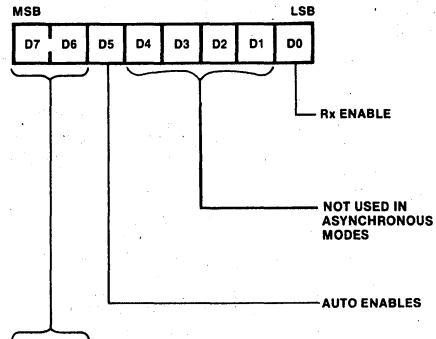 MSB LSB
D7 D6 D5 D4 D3 D2 D1 D0
Rx ENABLE
NOT USED IN
ASYNCHRONOUS
MODES
AUTO ENABLES